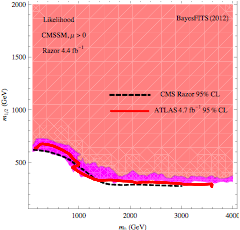 2000
Likelihood
BayesFITS (2012)
CMSSM, μ > 0
Razor 4.4 fb⁻¹
1500
CMS Razor 95% CL
ATLAS 4.7 fb⁻¹ 95% CL
m₁/₂ (GeV)
1000
500
0
1000
2000
3000
4000
(GeV)